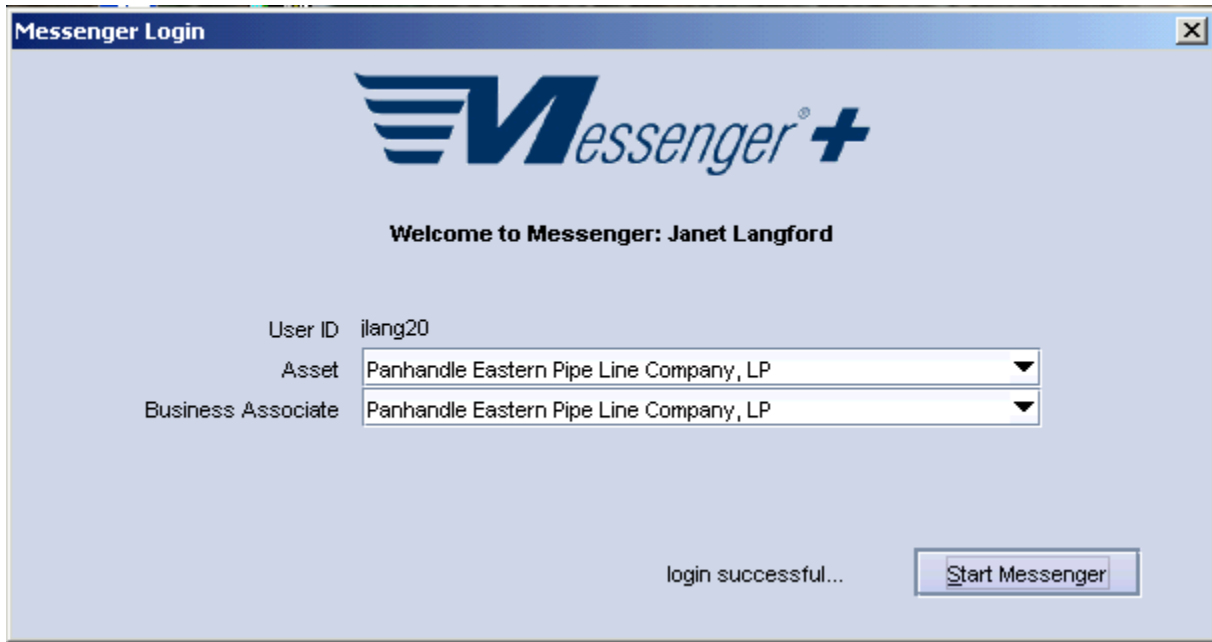 Messenger Login
Messenger®+
Welcome to Messenger: Janet Langford
User ID jlang20
Asset Panhandle Eastern Pipe Line Company, LP
Business Associate Panhandle Eastern Pipe Line Company, LP
login successful...
Start Messenger